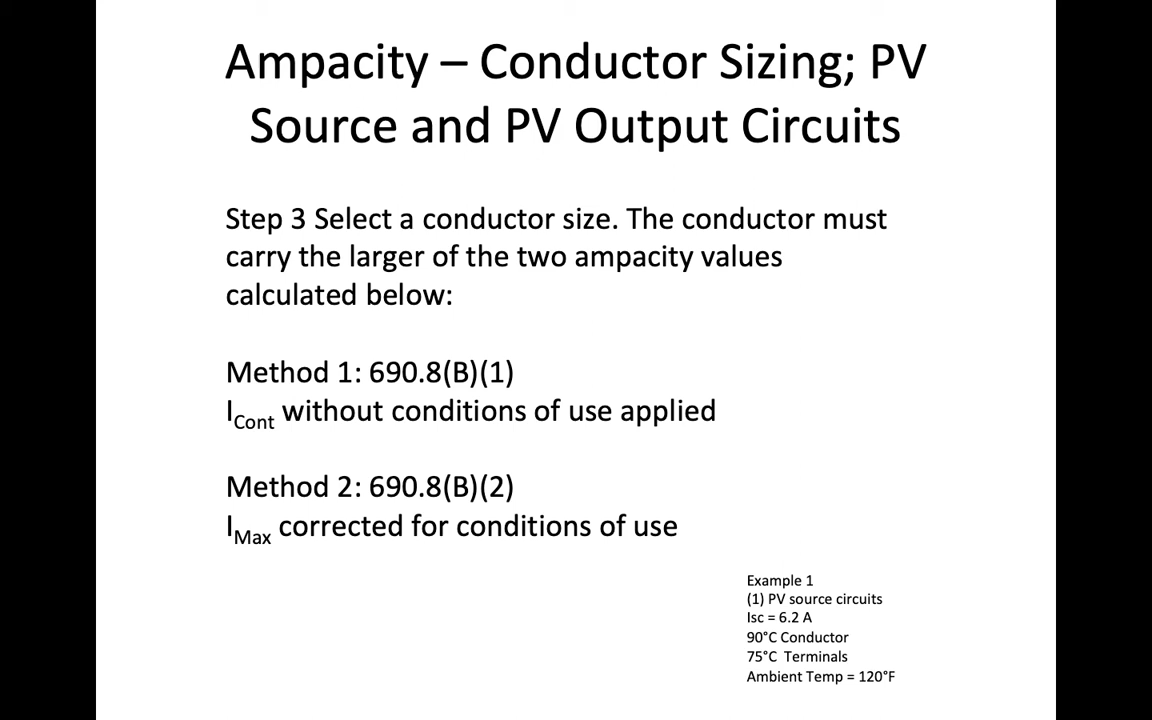 Ampacity – Conductor Sizing; PV
Source and PV Output Circuits
Step 3 Select a conductor size. The conductor must
carry the larger of the two ampacity values
calculated below:
Method 1: 690.8(B)(1)
I_Cont without conditions of use applied
Method 2: 690.8(B)(2)
I_Max corrected for conditions of use
Example 1
(1) PV source circuits
Isc = 6.2 A
90°C Conductor
75°C Terminals
Ambient Temp = 120°F